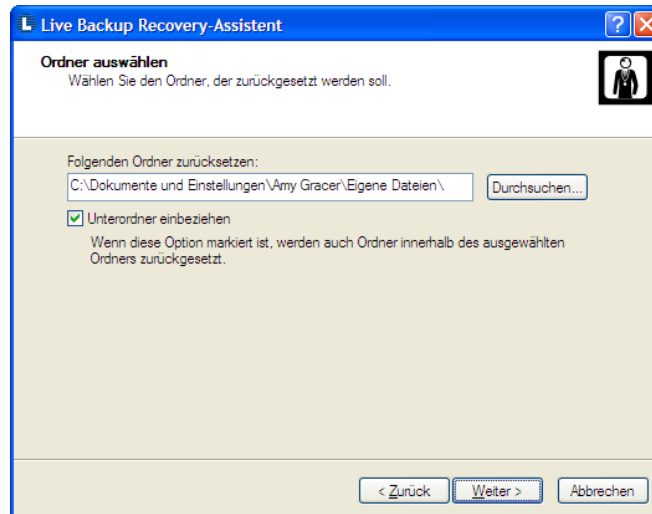 Live Backup Recovery-Assistent
Ordner auswählen
Wählen Sie den Ordner, der zurückgesetzt werden soll.
Folgenden Ordner zurücksetzen:
C:\Dokumente und Einstellungen\Amy Gracer\Eigene Dateien\
Durchsuchen...
Unterordner einbeziehen
Wenn diese Option markiert ist, werden auch Ordner innerhalb des ausgewählten
Ordners zurückgesetzt.
< Zurück
Weiter >
Abbrechen